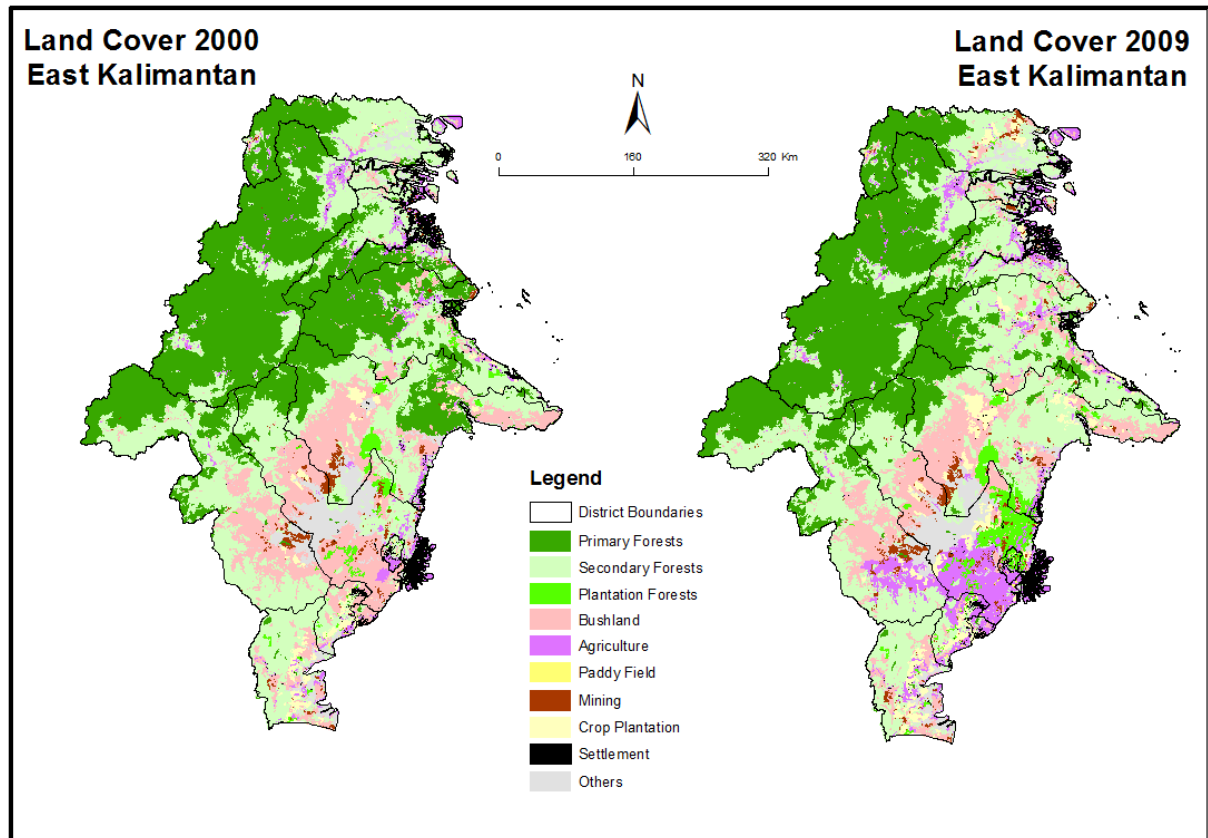 Land Cover 2000
East Kalimantan
Land Cover 2009
East Kalimantan
N
0 160 320 Km
Legend
District Boundaries
Primary Forests
Secondary Forests
Plantation Forests
Bushland
Agriculture
Paddy Field
Mining
Crop Plantation
Settlement
Others